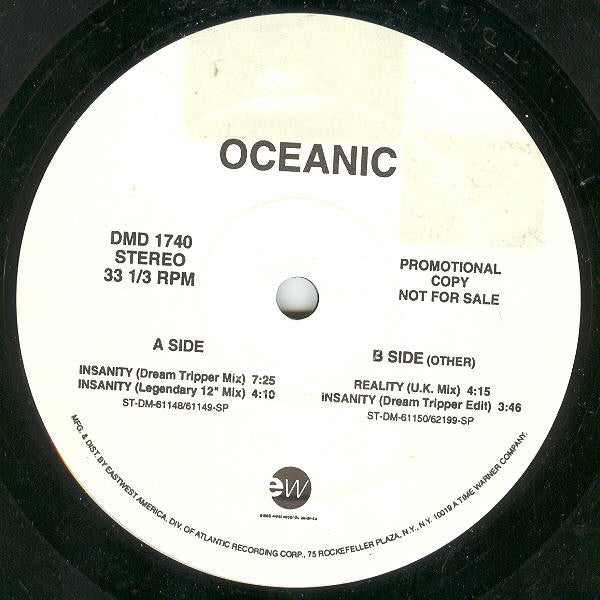 OCEANIC
DMD 1740
STEREO
33 1/3 RPM
PROMOTIONAL
COPY
NOT FOR SALE
A SIDE
INSANITY (Dream Tripper Mix) 7:25
INSANITY (Legendary 12" Mix) 4:10
ST-DM-61148/61149-SP
B SIDE (OTHER)
REALITY (U.K. Mix) 4:15
INSANITY (Dream Tripper Edit) 3:46
ST-DM-61150/62199-SP
ew
MFG. & DIST. BY EASTWEST AMERICA, DIV. OF ATLANTIC RECORDING CORP., 75 ROCKEFELLER PLAZA, N.Y., N.Y. 10019 A TIME WARNER COMPANY.